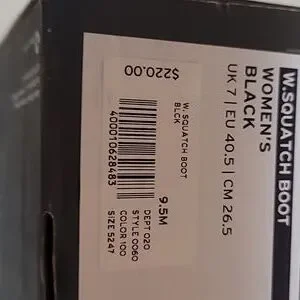 W.SQUATCH BOOT
WOMEN'S
BLACK
UK 7 | EU 40.5 | CM 26.5
$220.00
W. SQUATCH BOOT
BLCK
9.5M
400010628483
DEPT 020
STYLE 0060
COLOR 100
SIZE 5247